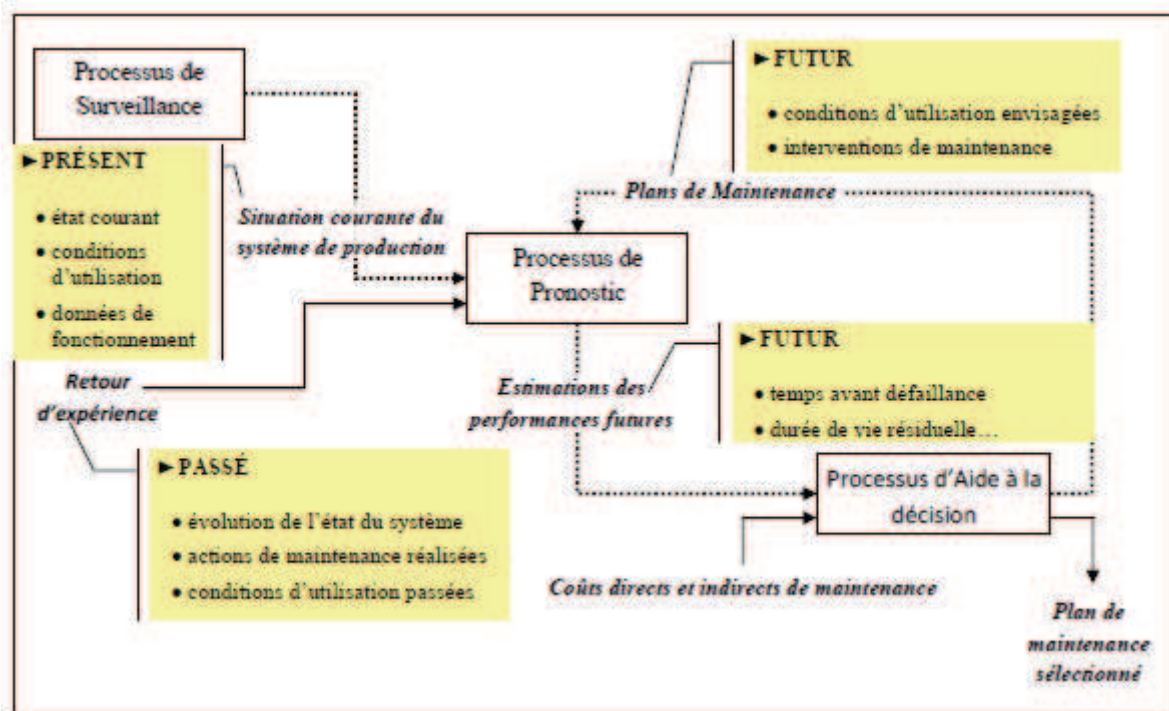 Processus de
Surveillance
►PRÉSENT
• état courant
• conditions
d'utilisation
• données de
fonctionnement
Situation courante du
système de production
►FUTUR
• conditions d'utilisation envisagées
• interventions de maintenance
Plans de Maintenance
Processus de
Pronostic
►FUTUR
• temps avant défaillance
• durée de vie résiduelle…
Retour
d'expérience
Estimations des
performances futures
►PASSÉ
• évolution de l'état du système
• actions de maintenance réalisées
• conditions d'utilisation passées
Processus d'Aide à la
décision
Coûts directs et indirects de maintenance
Plan de
maintenance
sélectionné